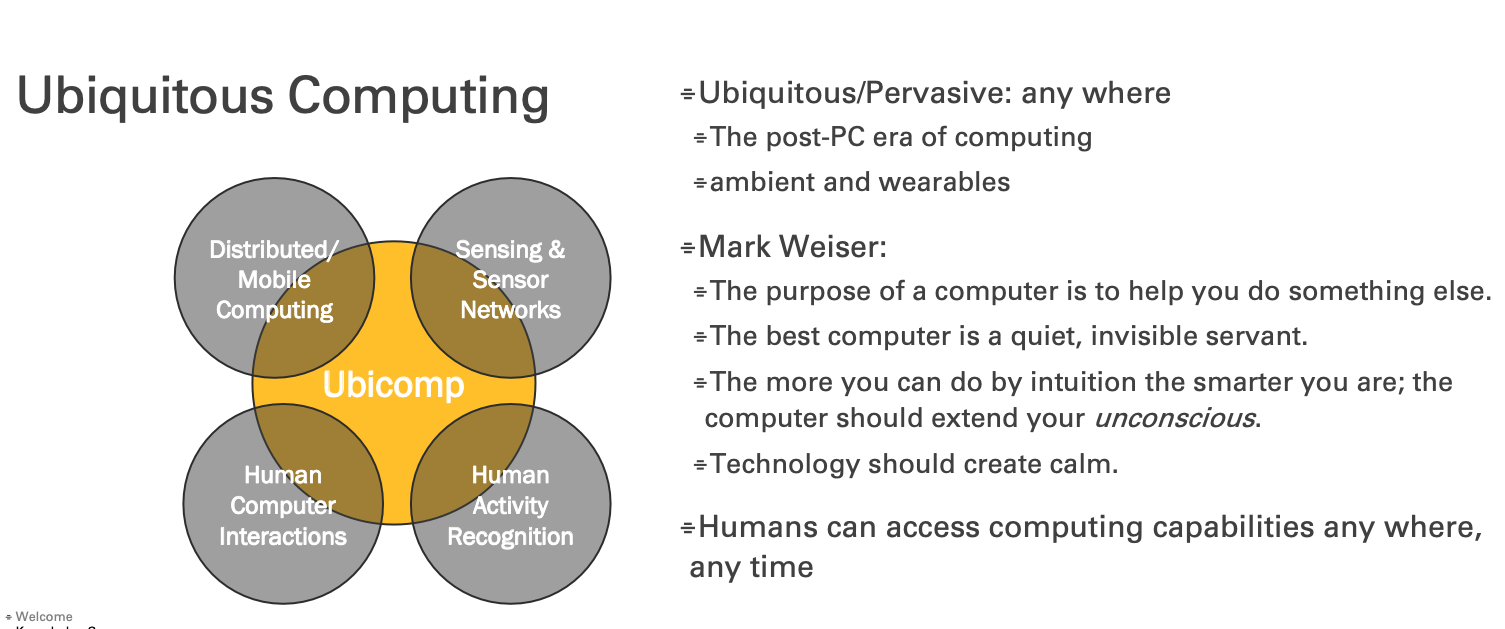 Ubiquitous Computing
Distributed/
Mobile
Computing
Sensing &
Sensor
Networks
Ubicomp
Human
Computer
Interactions
Human
Activity
Recognition
Ubiquitous/Pervasive: any where
The post-PC era of computing
ambient and wearables
Mark Weiser:
The purpose of a computer is to help you do something else.
The best computer is a quiet, invisible servant.
The more you can do by intuition the smarter you are; the
computer should extend your unconscious.
Technology should create calm.
Humans can access computing capabilities any where,
any time
Welcome